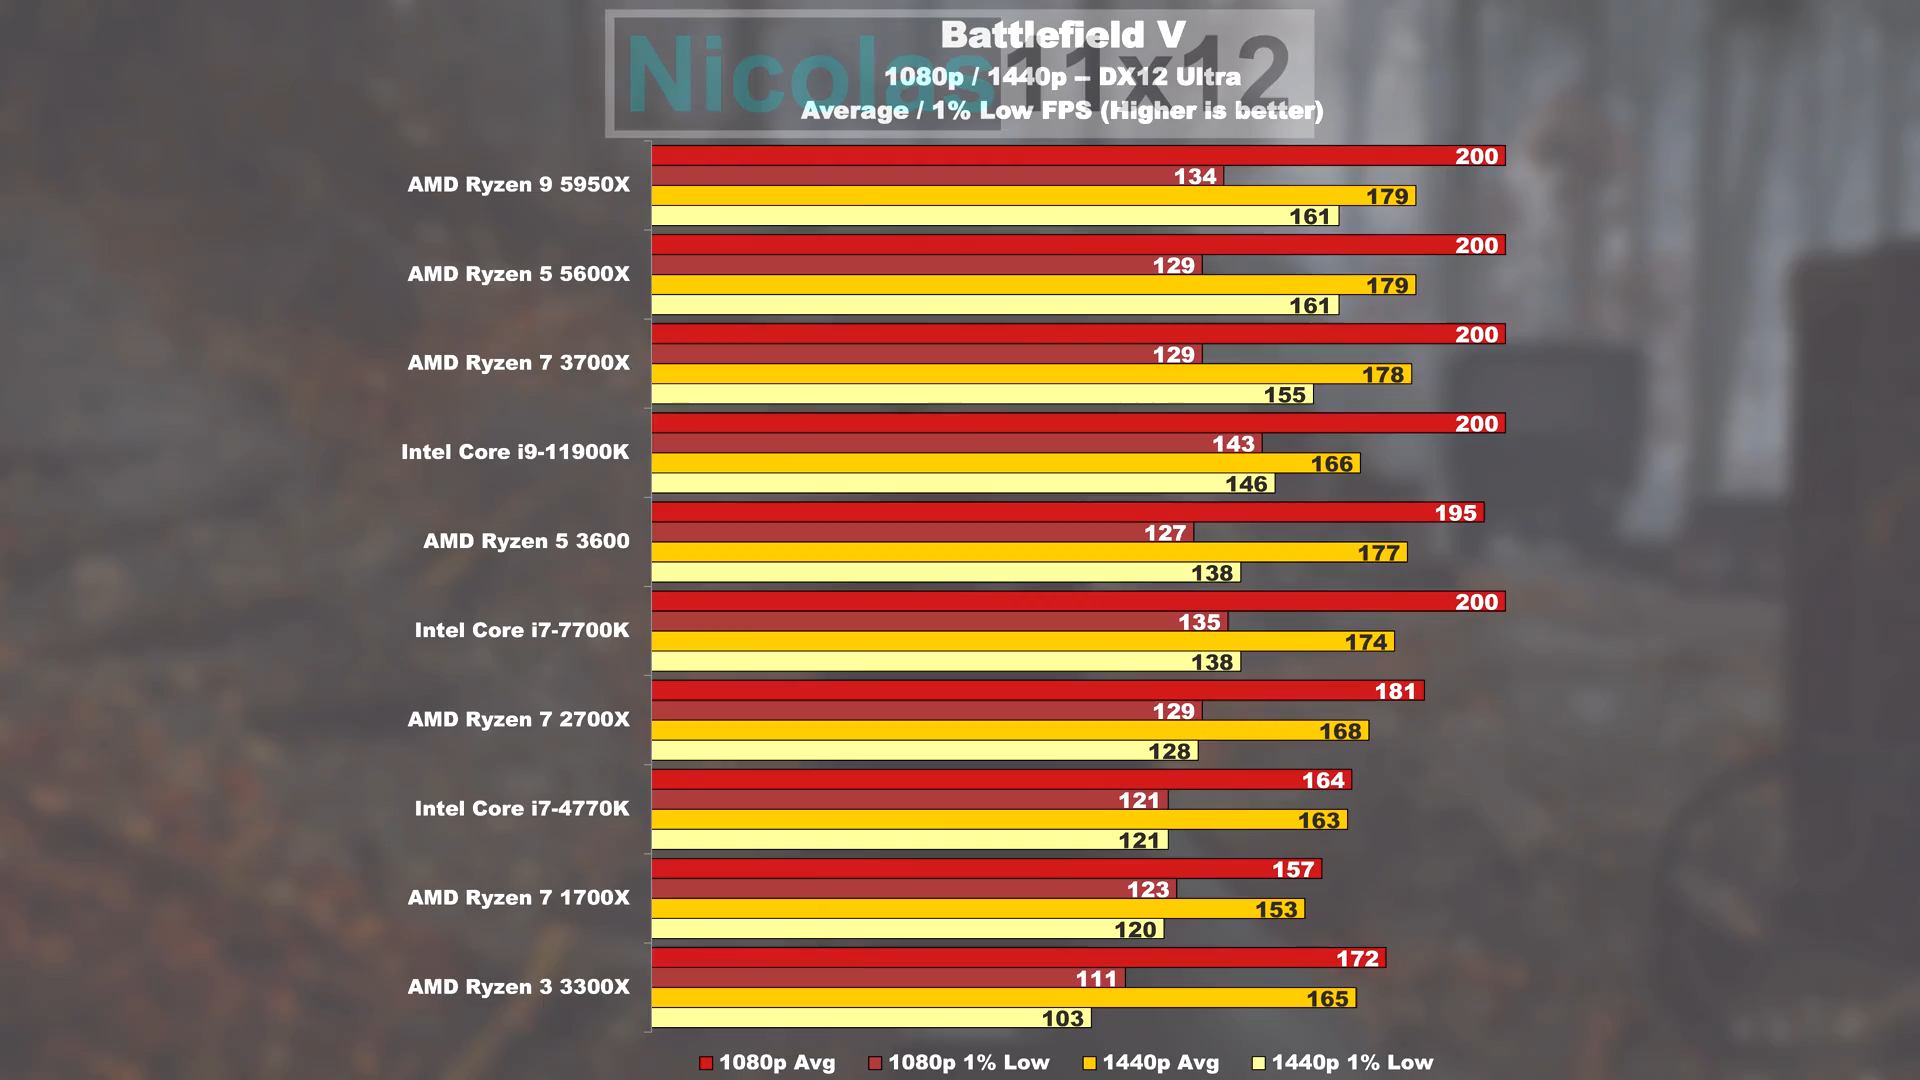 Nicolas11x12
Battlefield V
1080p / 1440p – DX12 Ultra
Average / 1% Low FPS (Higher is better)
AMD Ryzen 9 5950X
200
134
179
161
AMD Ryzen 5 5600X
200
129
179
161
AMD Ryzen 7 3700X
200
129
178
155
Intel Core i9-11900K
200
143
166
146
AMD Ryzen 5 3600
195
127
177
138
Intel Core i7-7700K
200
135
174
138
AMD Ryzen 7 2700X
181
129
168
128
Intel Core i7-4770K
164
121
163
121
AMD Ryzen 7 1700X
157
123
153
120
AMD Ryzen 3 3300X
172
111
165
103
1080p Avg 1080p 1% Low 1440p Avg 1440p 1% Low